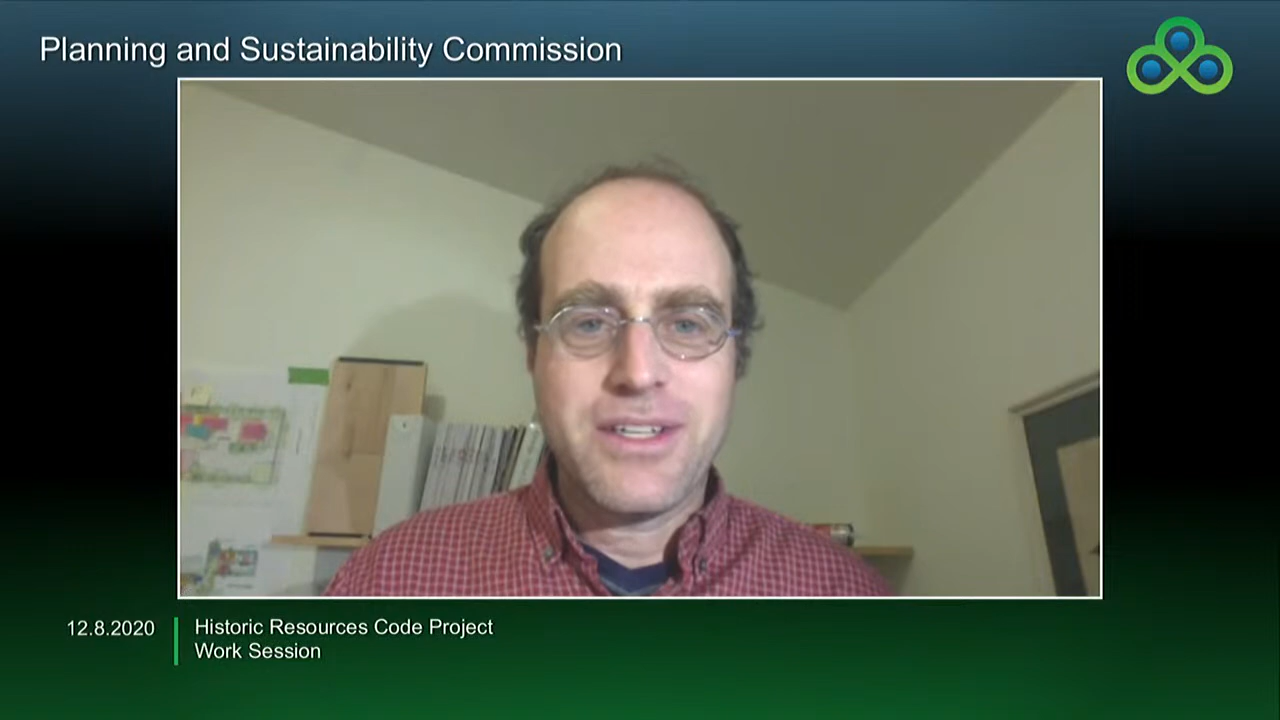 Planning and Sustainability Commission
12.8.2020
Historic Resources Code Project
Work Session